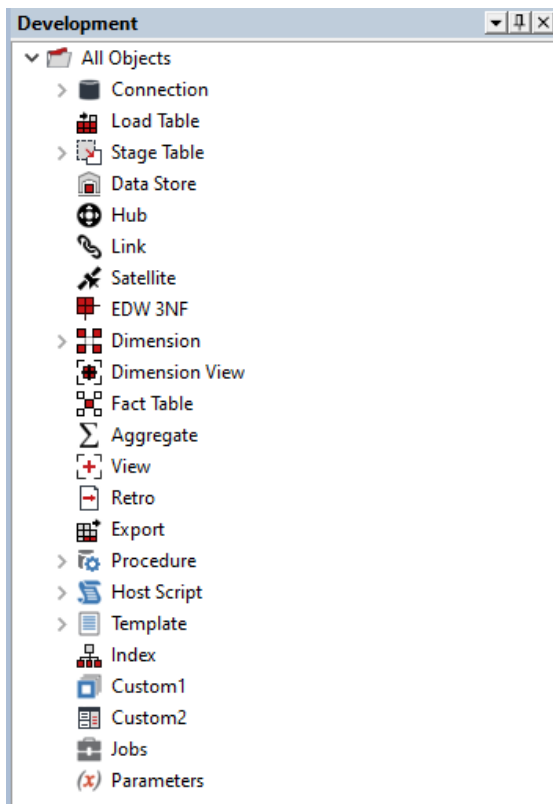 Development
All Objects
Connection
Load Table
Stage Table
Data Store
Hub
Link
Satellite
EDW 3NF
Dimension
Dimension View
Fact Table
Aggregate
View
Retro
Export
Procedure
Host Script
Template
Index
Custom1
Custom2
Jobs
(x) Parameters